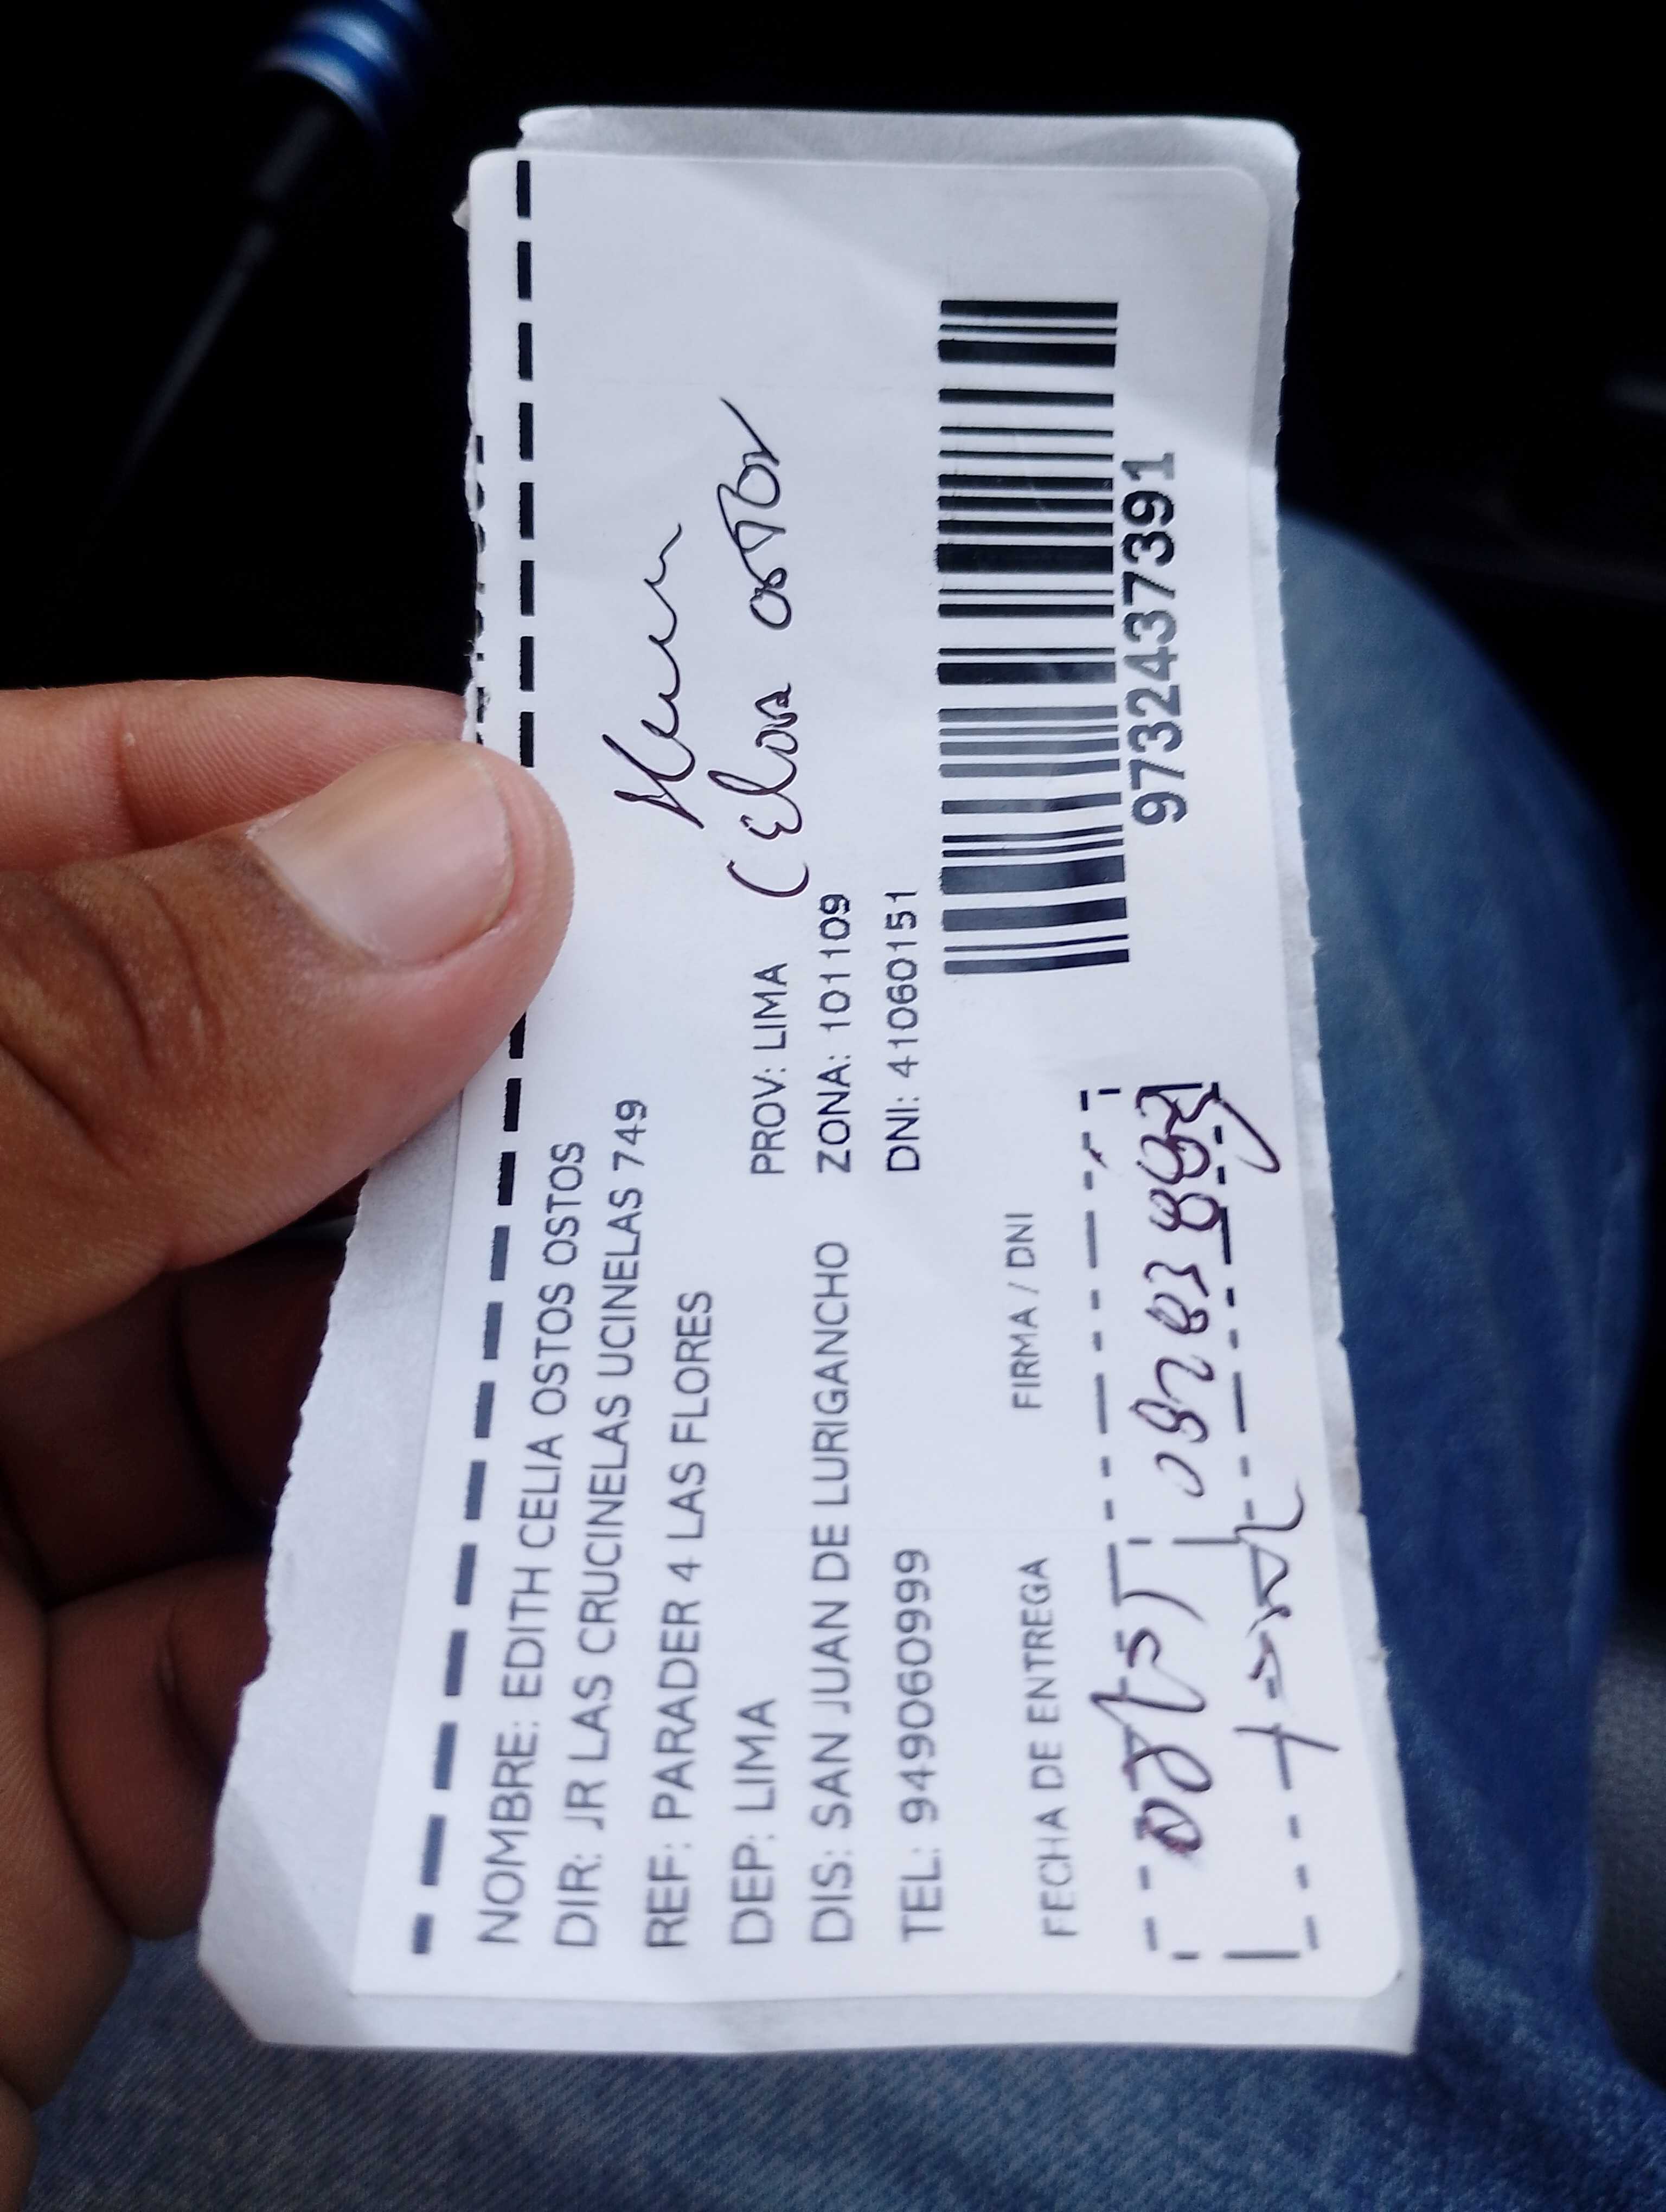 NOMBRE: EDITH CELIA OSTOS OSTOS
DIR: JR LAS CRUCINELAS UCINELAS 749
REF: PARADER 4 LAS FLORES
DEP: LIMA PROV: LIMA
DIS: SAN JUAN DE LURIGANCHO ZONA: 101109
TEL: 949060999 DNI: 41060151
FECHA DE ENTREGA FIRMA / DNI
9732437391